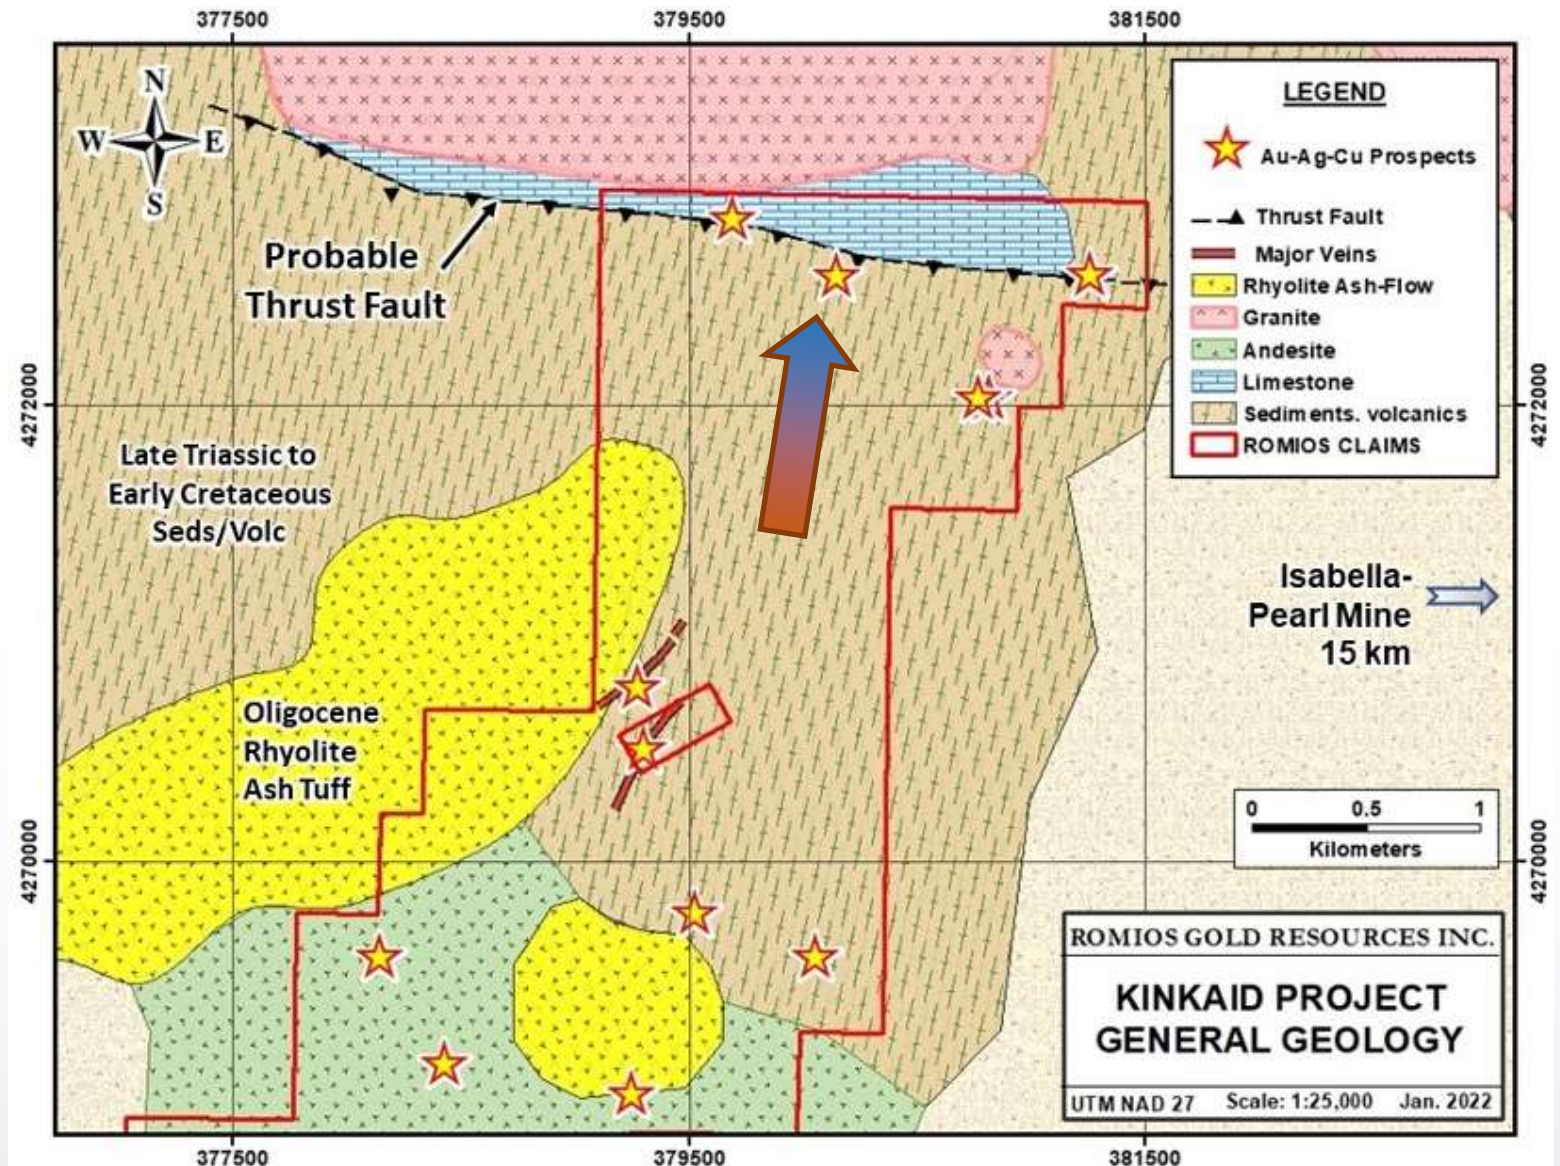 377500
379500
381500
N
W
E
S
Probable
Thrust Fault
LEGEND
Au-Ag-Cu Prospects
Thrust Fault
Major Veins
Rhyolite Ash-Flow
Granite
Andesite
Limestone
Sediments. volcanics
ROMIOS CLAIMS
4272000
4272000
Late Triassic to
Early Cretaceous
Seds/Volc
Isabella-
Pearl Mine
15 km
Oligocene
Rhyolite
Ash Tuff
0 0.5 1
Kilometers
4270000
4270000
ROMIOS GOLD RESOURCES INC.
KINKAID PROJECT
GENERAL GEOLOGY
UTM NAD 27 Scale: 1:25,000 Jan. 2022
377500
379500
381500